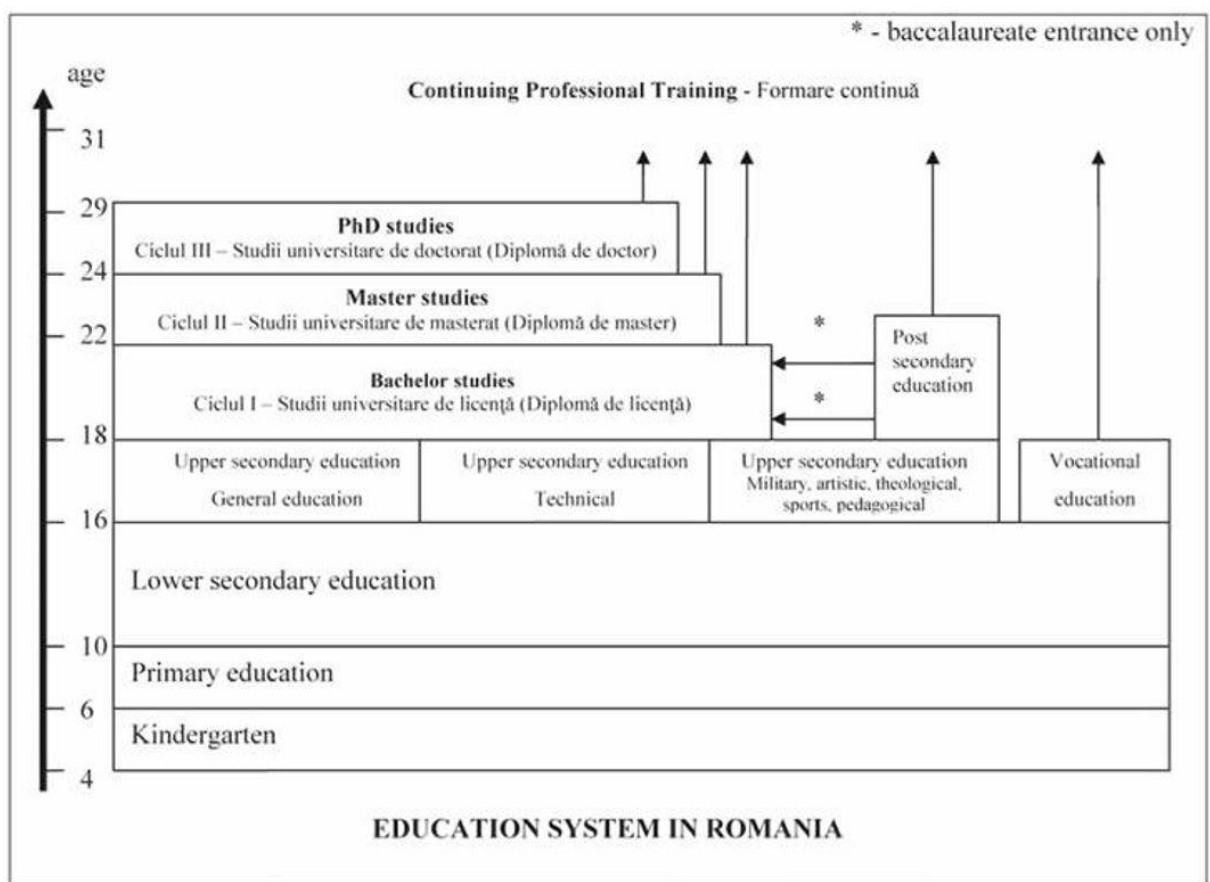 * - baccalaureate entrance only
age
Continuing Professional Training - Formare continuă
31
29
PhD studies
Ciclul III – Studii universitare de doctorat (Diplomă de doctor)
24
Master studies
Ciclul II – Studii universitare de masterat (Diplomă de master)
22
*
Post
secondary
education
Bachelor studies
Ciclul I – Studii universitare de licenţă (Diplomă de licenţă)
*
18
Upper secondary education
General education
Upper secondary education
Technical
Upper secondary education
Military, artistic, theological,
sports, pedagogical
Vocational
education
16
Lower secondary education
10
Primary education
6
Kindergarten
4
EDUCATION SYSTEM IN ROMANIA